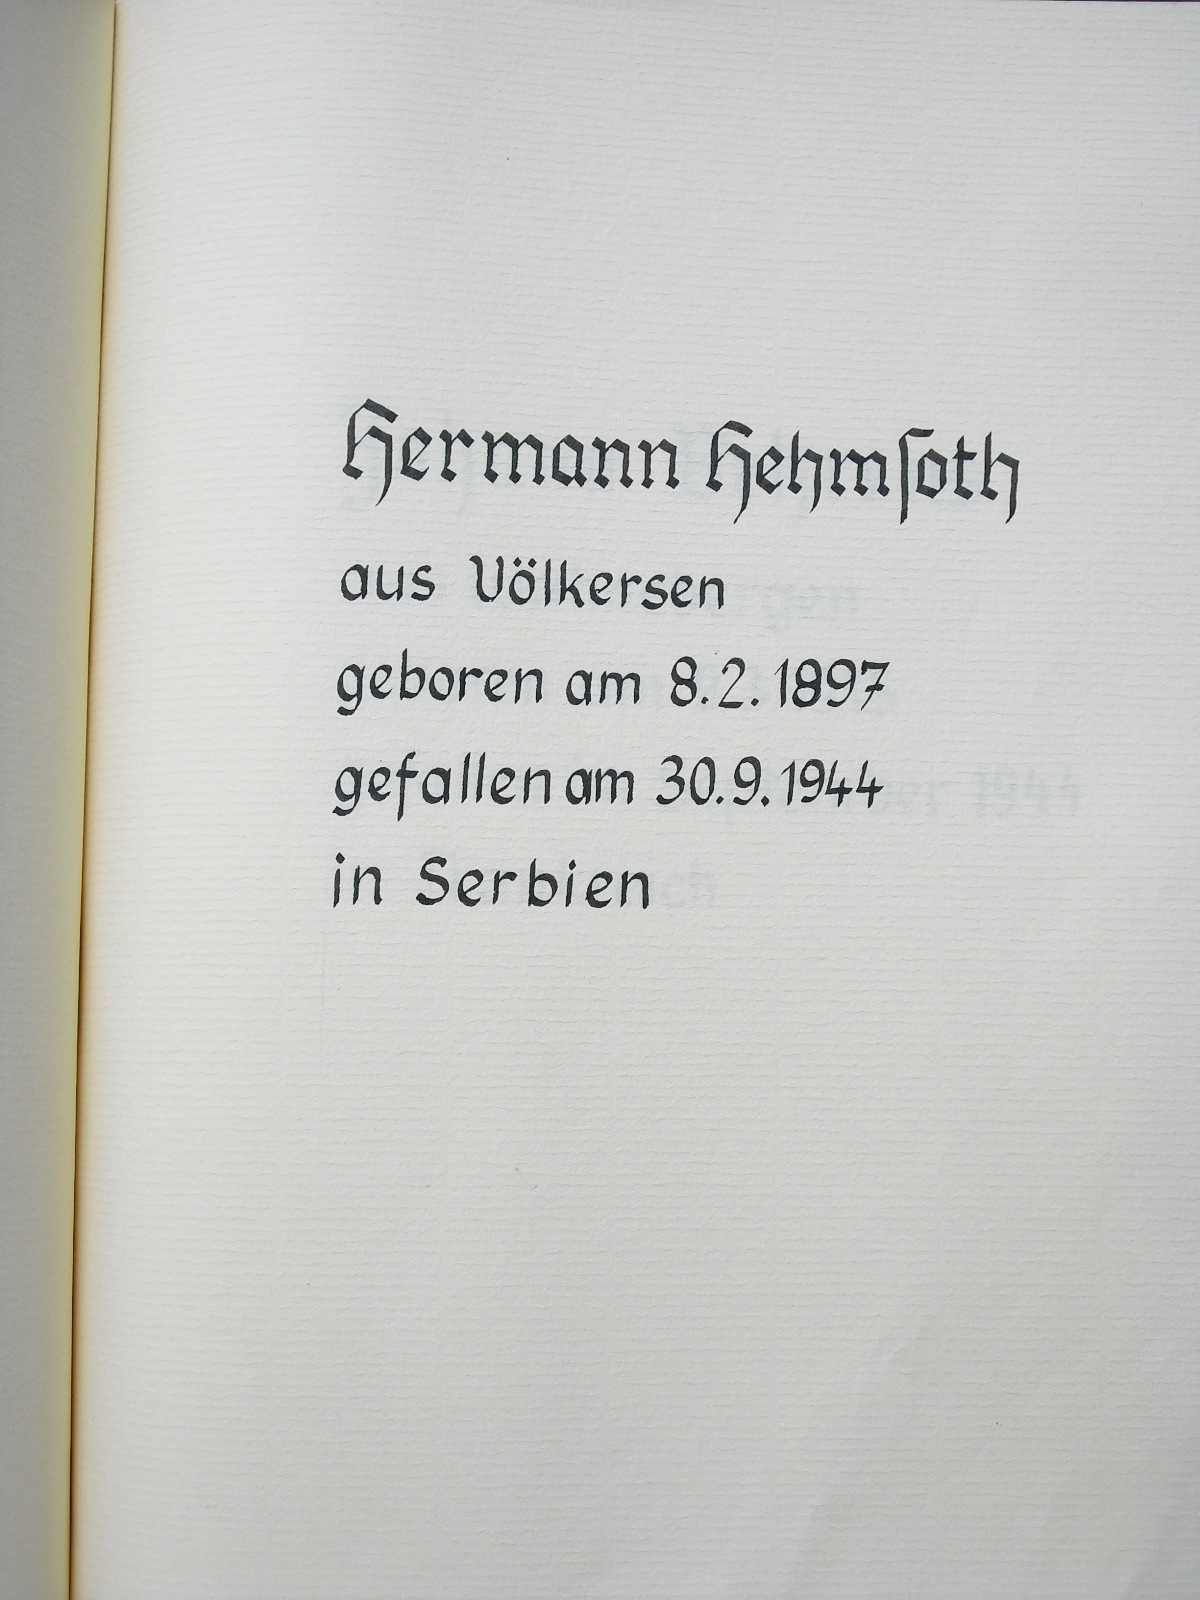 Hermann Hehmſoth
aus Völkersen
geboren am 8.2.1897
gefallen am 30.9.1944
in Serbien